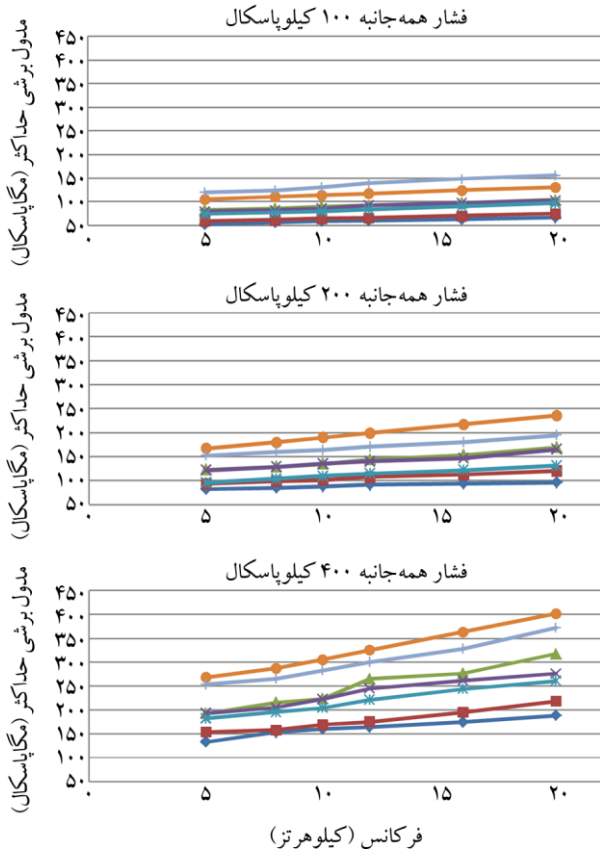 فشار همه‌جانبه ۱۰۰ کیلوپاسکال
مدول برشی حداکثر (مگاپاسکال)
۴۵۰
۴۰۰
۳۵۰
۳۰۰
۲۵۰
۲۰۰
۱۵۰
۱۰۰
۵۰
۰ ۵ ۱۰ ۱۵ ۲۰
فشار همه‌جانبه ۲۰۰ کیلوپاسکال
مدول برشی حداکثر (مگاپاسکال)
۴۵۰
۴۰۰
۳۵۰
۳۰۰
۲۵۰
۲۰۰
۱۵۰
۱۰۰
۵۰
۰ ۵ ۱۰ ۱۵ ۲۰
فشار همه‌جانبه ۴۰۰ کیلوپاسکال
مدول برشی حداکثر (مگاپاسکال)
۴۵۰
۴۰۰
۳۵۰
۳۰۰
۲۵۰
۲۰۰
۱۵۰
۱۰۰
۵۰
۰ ۵ ۱۰ ۱۵ ۲۰
فرکانس (کیلوهرتز)